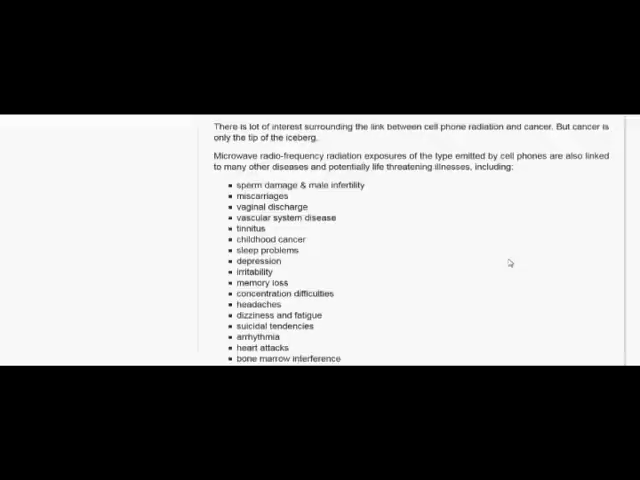 There is lot of interest surrounding the link between cell phone radiation and cancer. But cancer is
only the tip of the iceberg.
Microwave radio-frequency radiation exposures of the type emitted by cell phones are also linked
to many other diseases and potentially life threatening illnesses, including:
sperm damage & male infertility
miscarriages
vaginal discharge
vascular system disease
tinnitus
childhood cancer
sleep problems
depression
irritability
memory loss
concentration difficulties
headaches
dizziness and fatigue
suicidal tendencies
arrhythmia
heart attacks
bone marrow interference